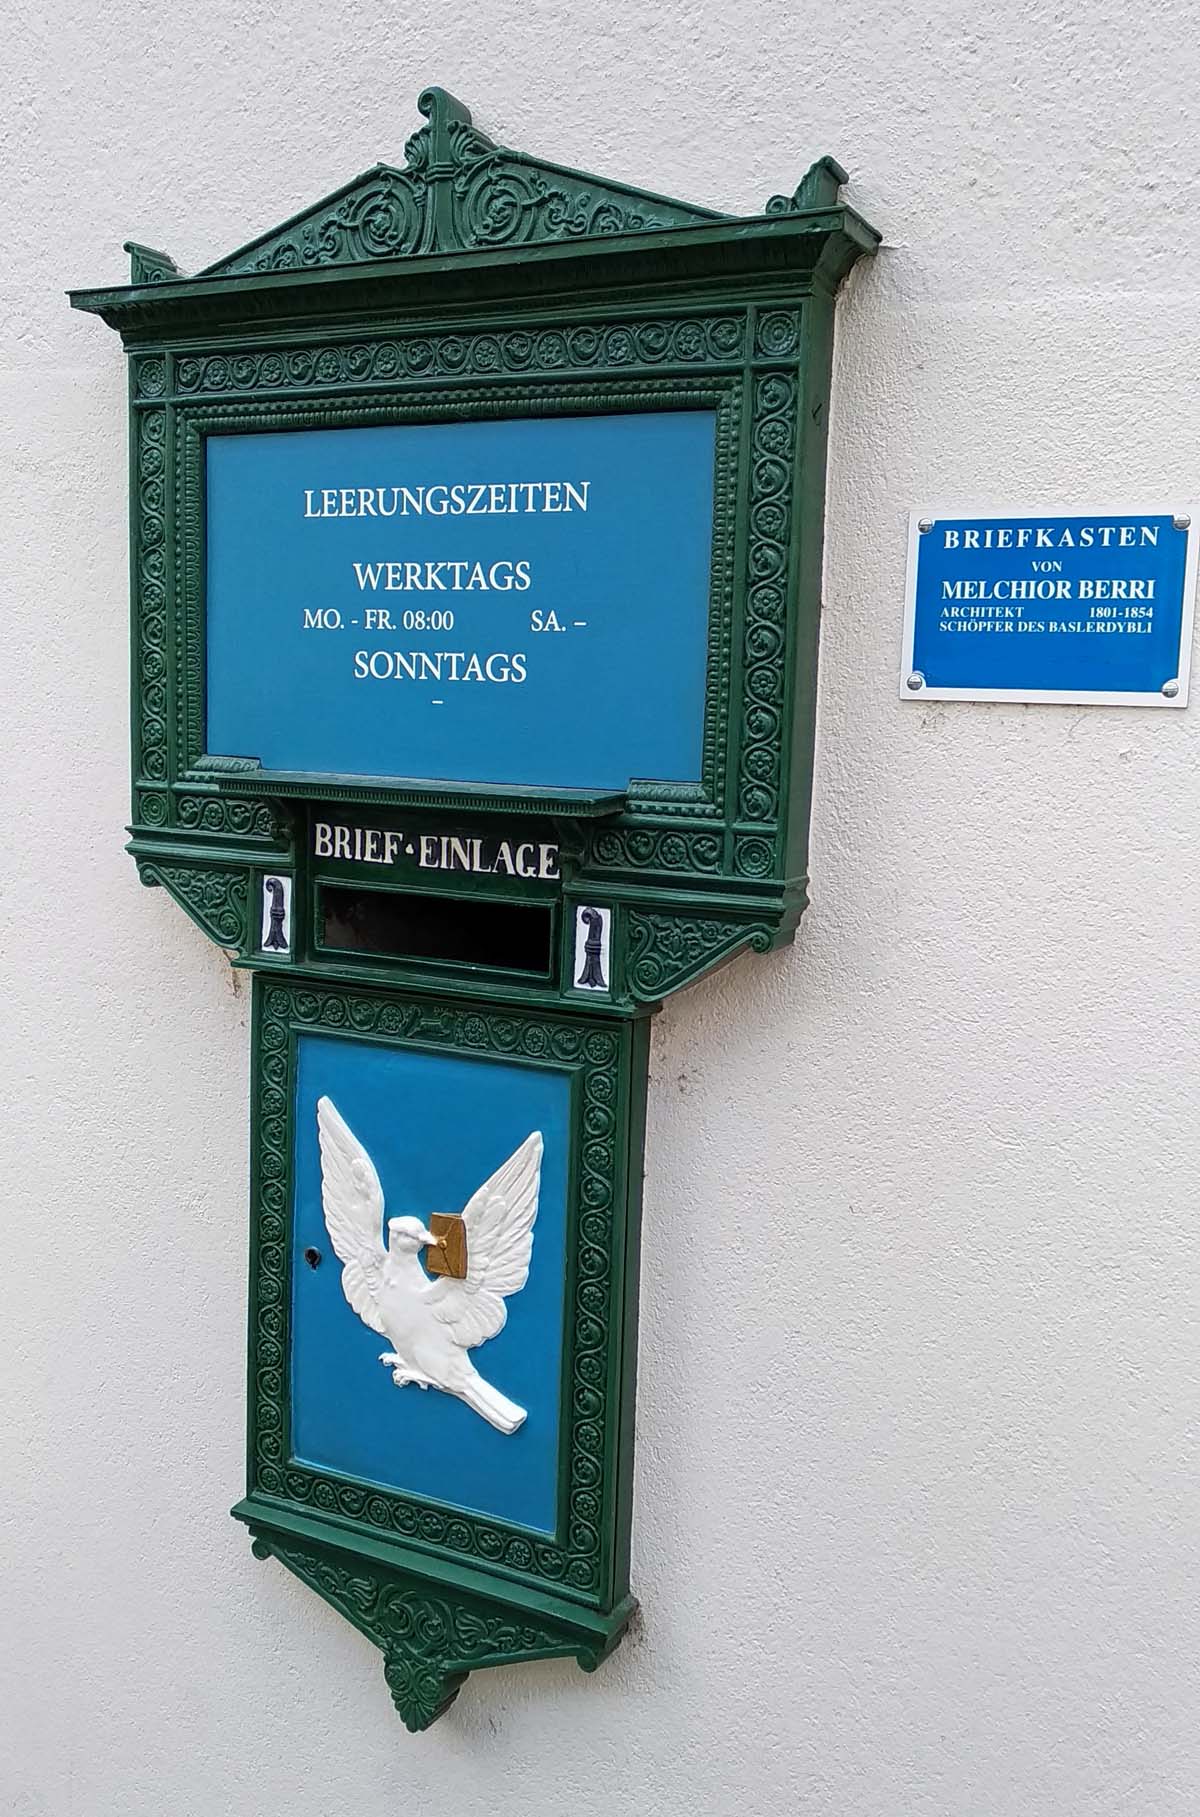 LEERUNGSZEITEN
WERKTAGS
MO. - FR. 08:00 SA. –
SONNTAGS
–
BRIEF·EINLAGE
BRIEFKASTEN
VON
MELCHIOR BERRI
ARCHITEKT 1801-1854
SCHÖPFER DES BASLERDYBLI